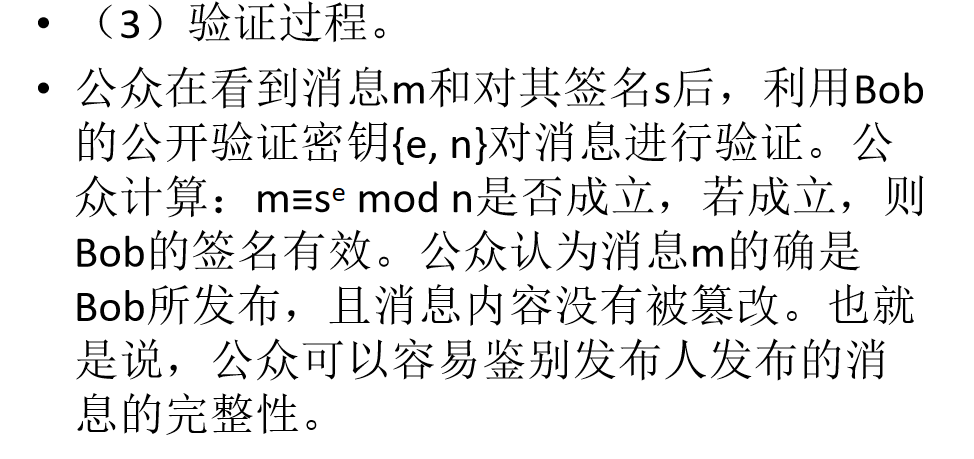 • （3）验证过程。
• 公众在看到消息m和对其签名s后，利用Bob
的公开验证密钥{e, n}对消息进行验证。公
众计算：m≡sᵉ mod n是否成立，若成立，则
Bob的签名有效。公众认为消息m的确是
Bob所发布，且消息内容没有被篡改。也就
是说，公众可以容易鉴别发布人发布的消
息的完整性。